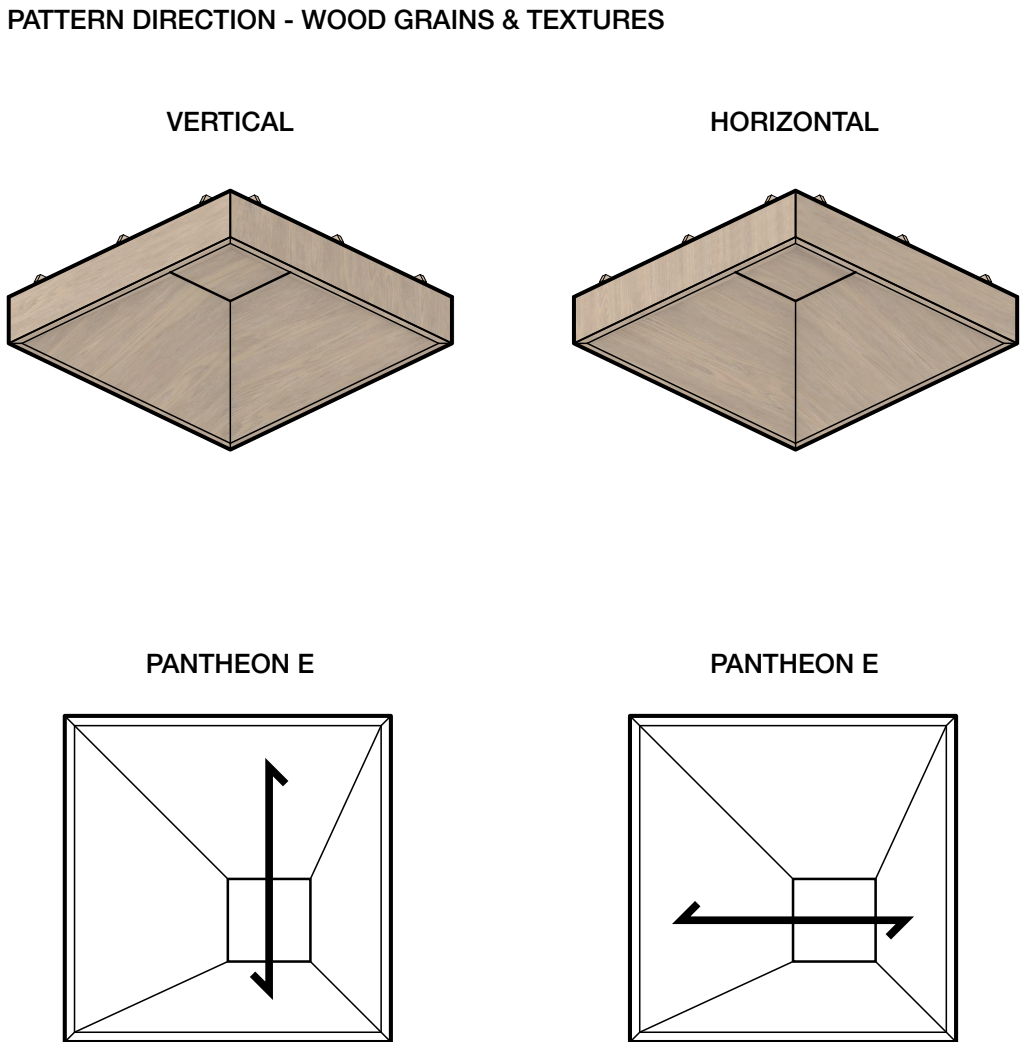 PATTERN DIRECTION - WOOD GRAINS & TEXTURES
VERTICAL
HORIZONTAL
PANTHEON E
PANTHEON E